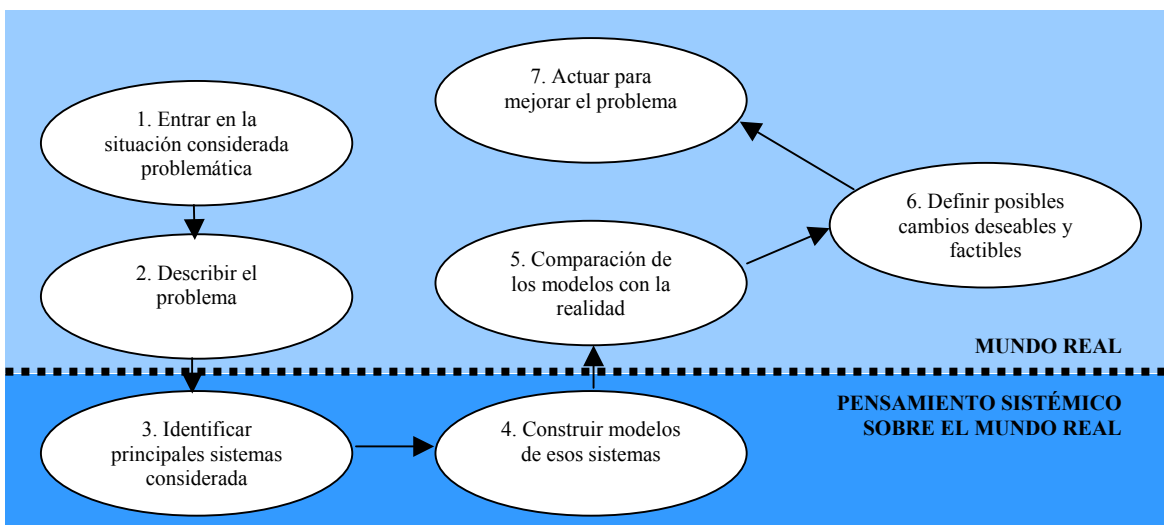 1. Entrar en la
situación considerada
problemática
2. Describir el
problema
3. Identificar
principales sistemas
considerada
4. Construir modelos
de esos sistemas
5. Comparación de
los modelos con la
realidad
6. Definir posibles
cambios deseables y
factibles
7. Actuar para
mejorar el problema
MUNDO REAL
PENSAMIENTO SISTÉMICO
SOBRE EL MUNDO REAL